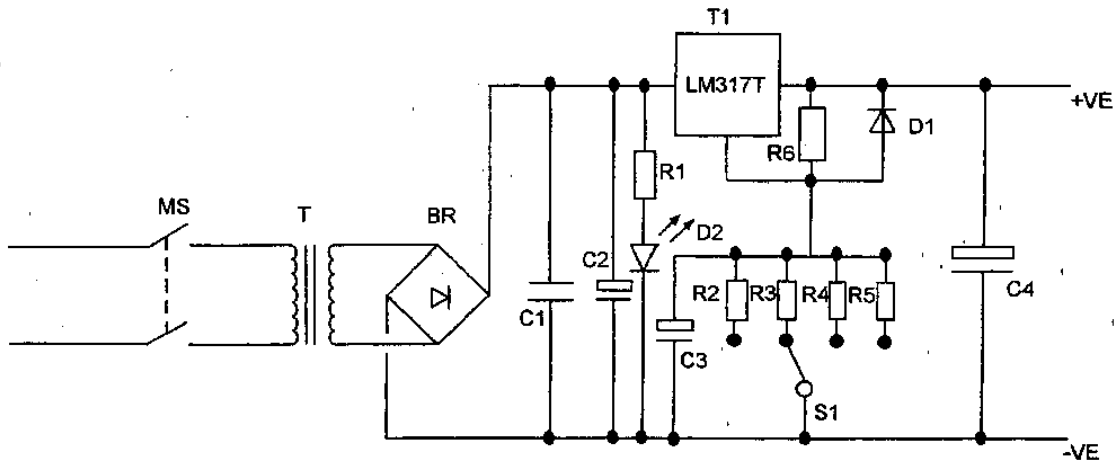 T1
LM317T
+VE
D1
R6
R1
MS
T
BR
D2
C2
R2
R3
R4
R5
C4
C1
C3
S1
-VE